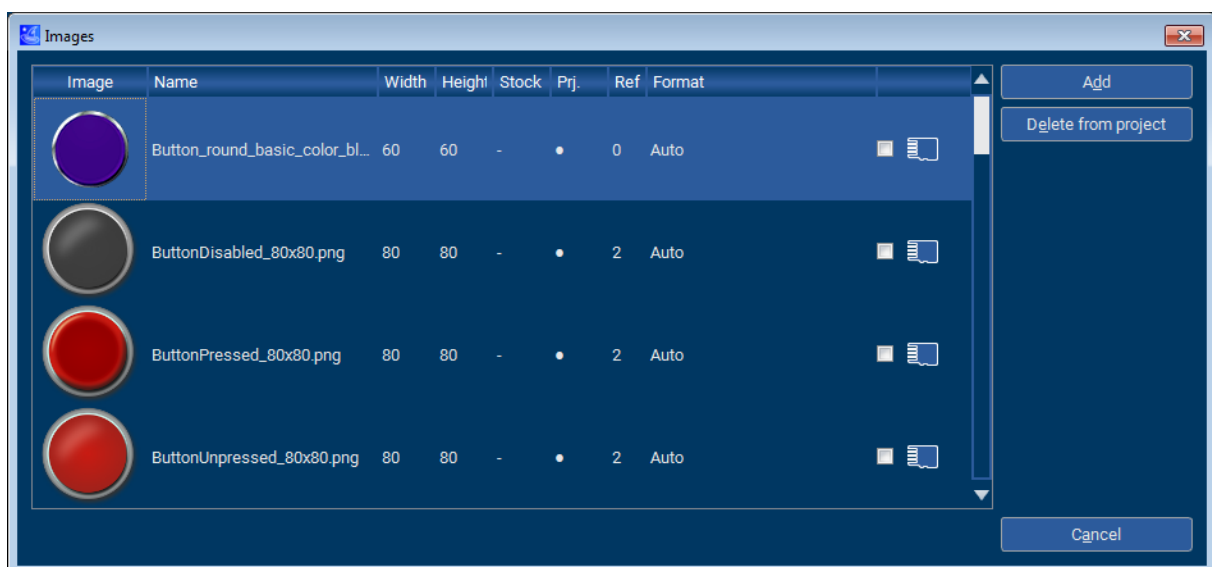 Images
Image Name Width Height Stock Prj. Ref Format
Add
Delete from project
Button_round_basic_color_bl... 60 60 - ● 0 Auto
ButtonDisabled_80x80.png 80 80 - ● 2 Auto
ButtonPressed_80x80.png 80 80 - ● 2 Auto
ButtonUnpressed_80x80.png 80 80 - ● 2 Auto
Cancel